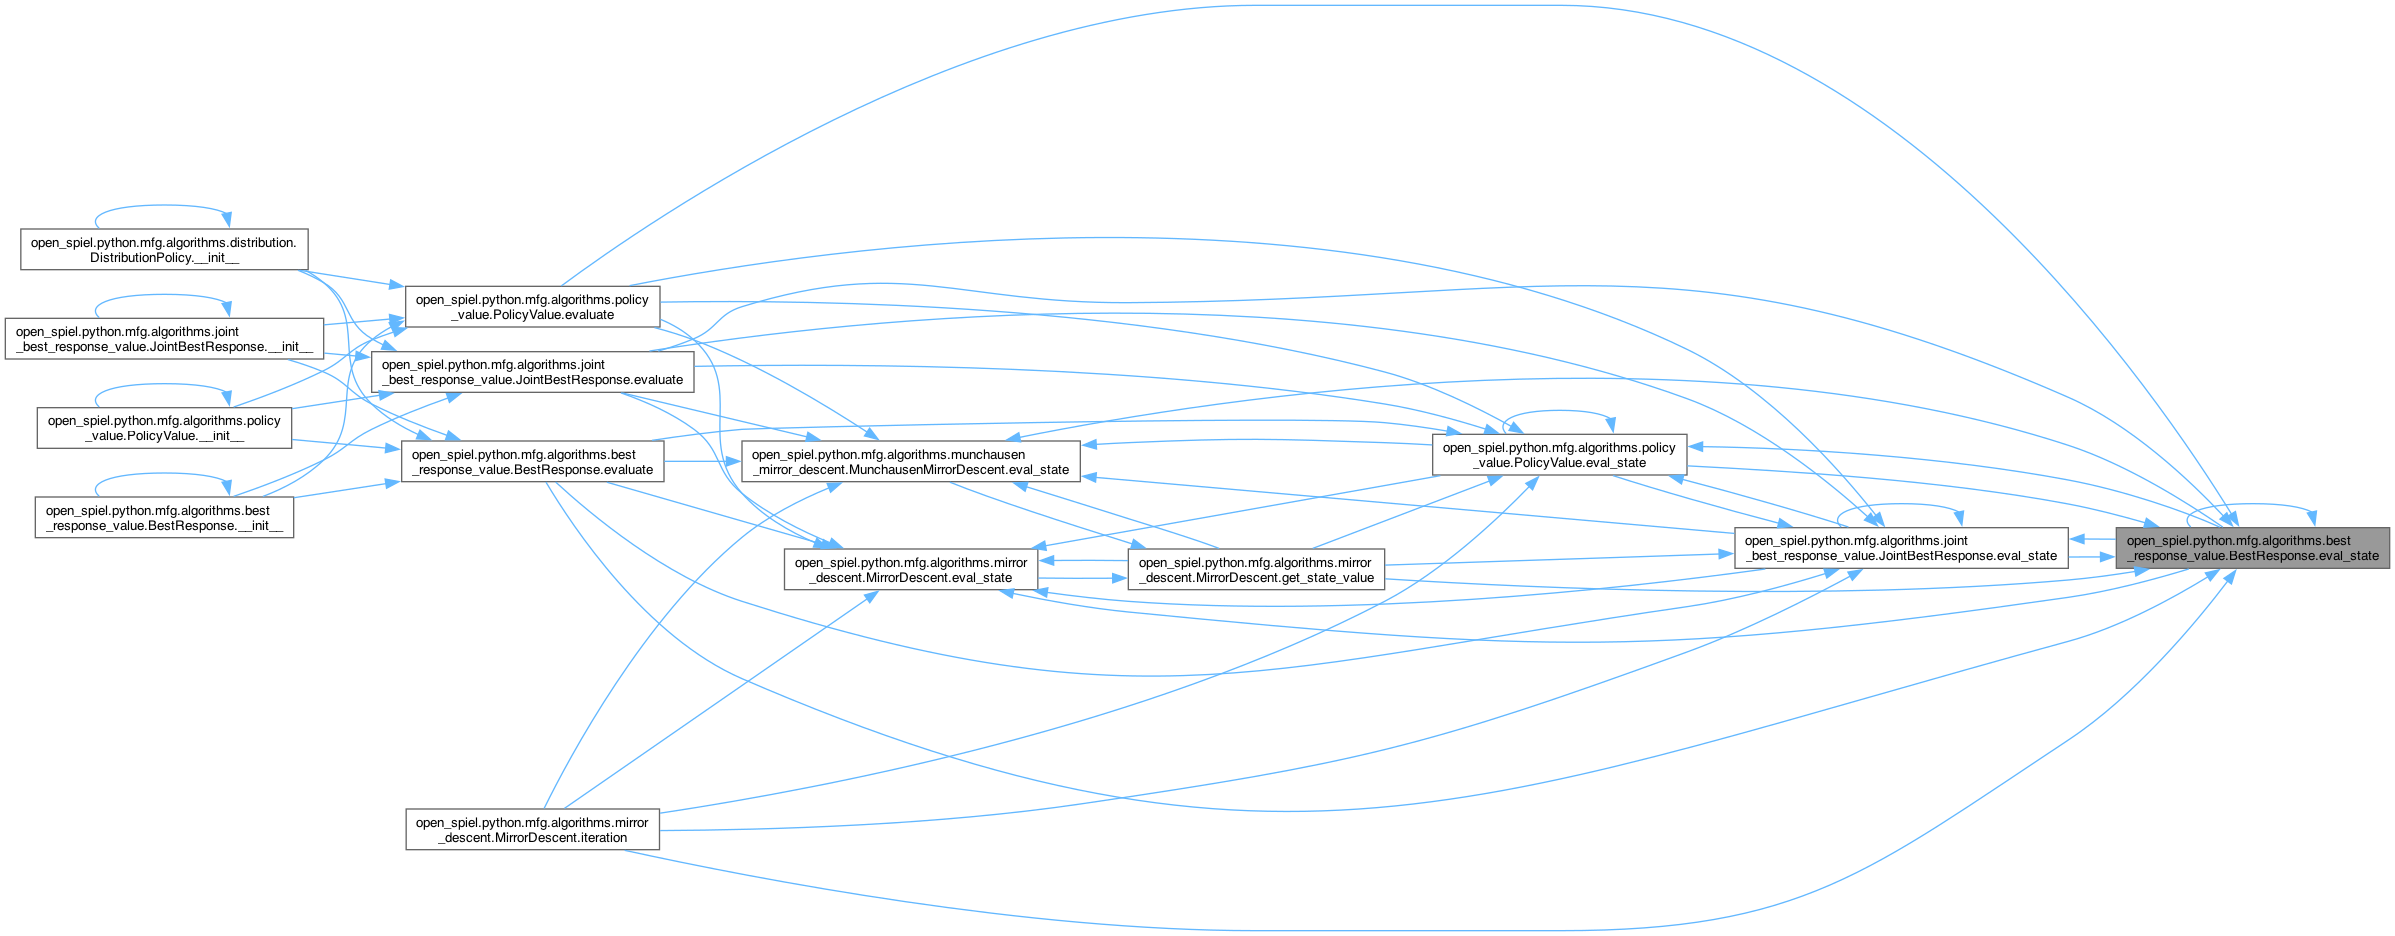 open_spiel.python.mfg.algorithms.distribution.
DistributionPolicy.__init__
open_spiel.python.mfg.algorithms.joint
_best_response_value.JointBestResponse.__init__
open_spiel.python.mfg.algorithms.policy
_value.PolicyValue.__init__
open_spiel.python.mfg.algorithms.best
_response_value.BestResponse.__init__
open_spiel.python.mfg.algorithms.policy
_value.PolicyValue.evaluate
open_spiel.python.mfg.algorithms.joint
_best_response_value.JointBestResponse.evaluate
open_spiel.python.mfg.algorithms.best
_response_value.BestResponse.evaluate
open_spiel.python.mfg.algorithms.mirror
_descent.MirrorDescent.iteration
open_spiel.python.mfg.algorithms.munchausen
_mirror_descent.MunchausenMirrorDescent.eval_state
open_spiel.python.mfg.algorithms.mirror
_descent.MirrorDescent.eval_state
open_spiel.python.mfg.algorithms.mirror
_descent.MirrorDescent.get_state_value
open_spiel.python.mfg.algorithms.policy
_value.PolicyValue.eval_state
open_spiel.python.mfg.algorithms.joint
_best_response_value.JointBestResponse.eval_state
open_spiel.python.mfg.algorithms.best
_response_value.BestResponse.eval_state